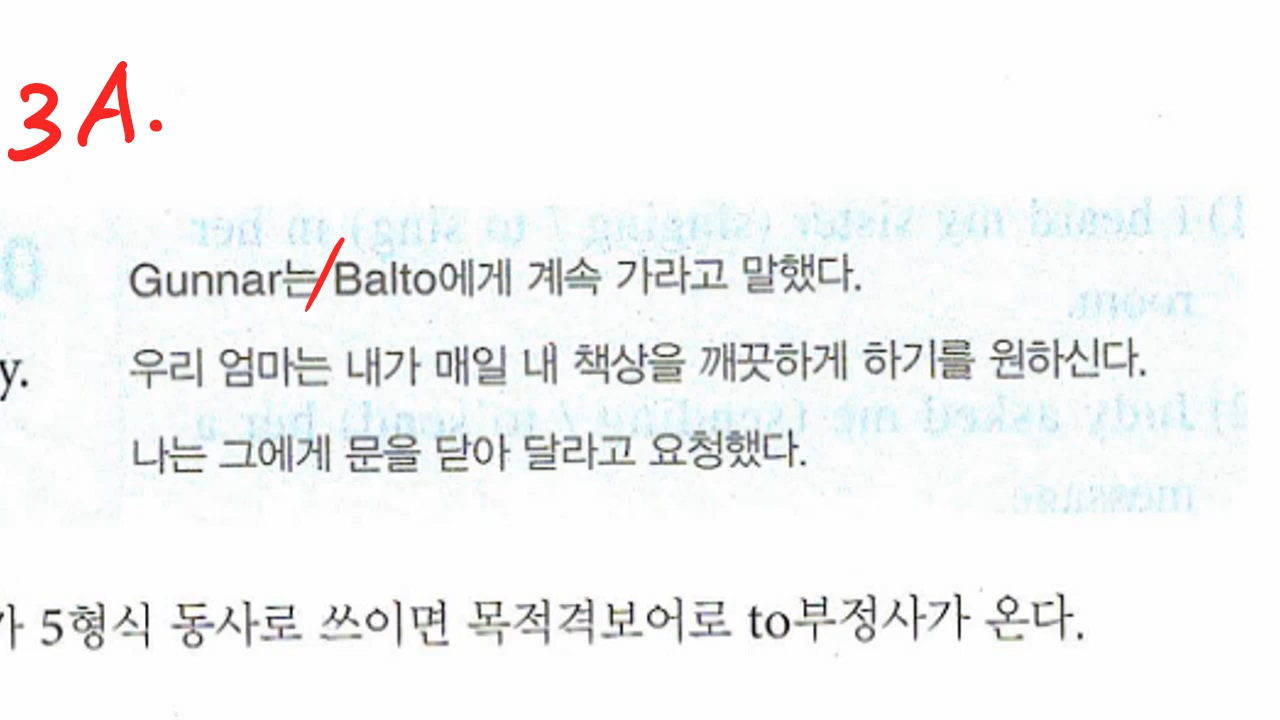 3A.
Gunnar는/Balto에게 계속 가라고 말했다.
y. 우리 엄마는 내가 매일 내 책상을 깨끗하게 하기를 원하신다.
나는 그에게 문을 닫아 달라고 요청했다.
가 5형식 동사로 쓰이면 목적격보어로 to부정사가 온다.